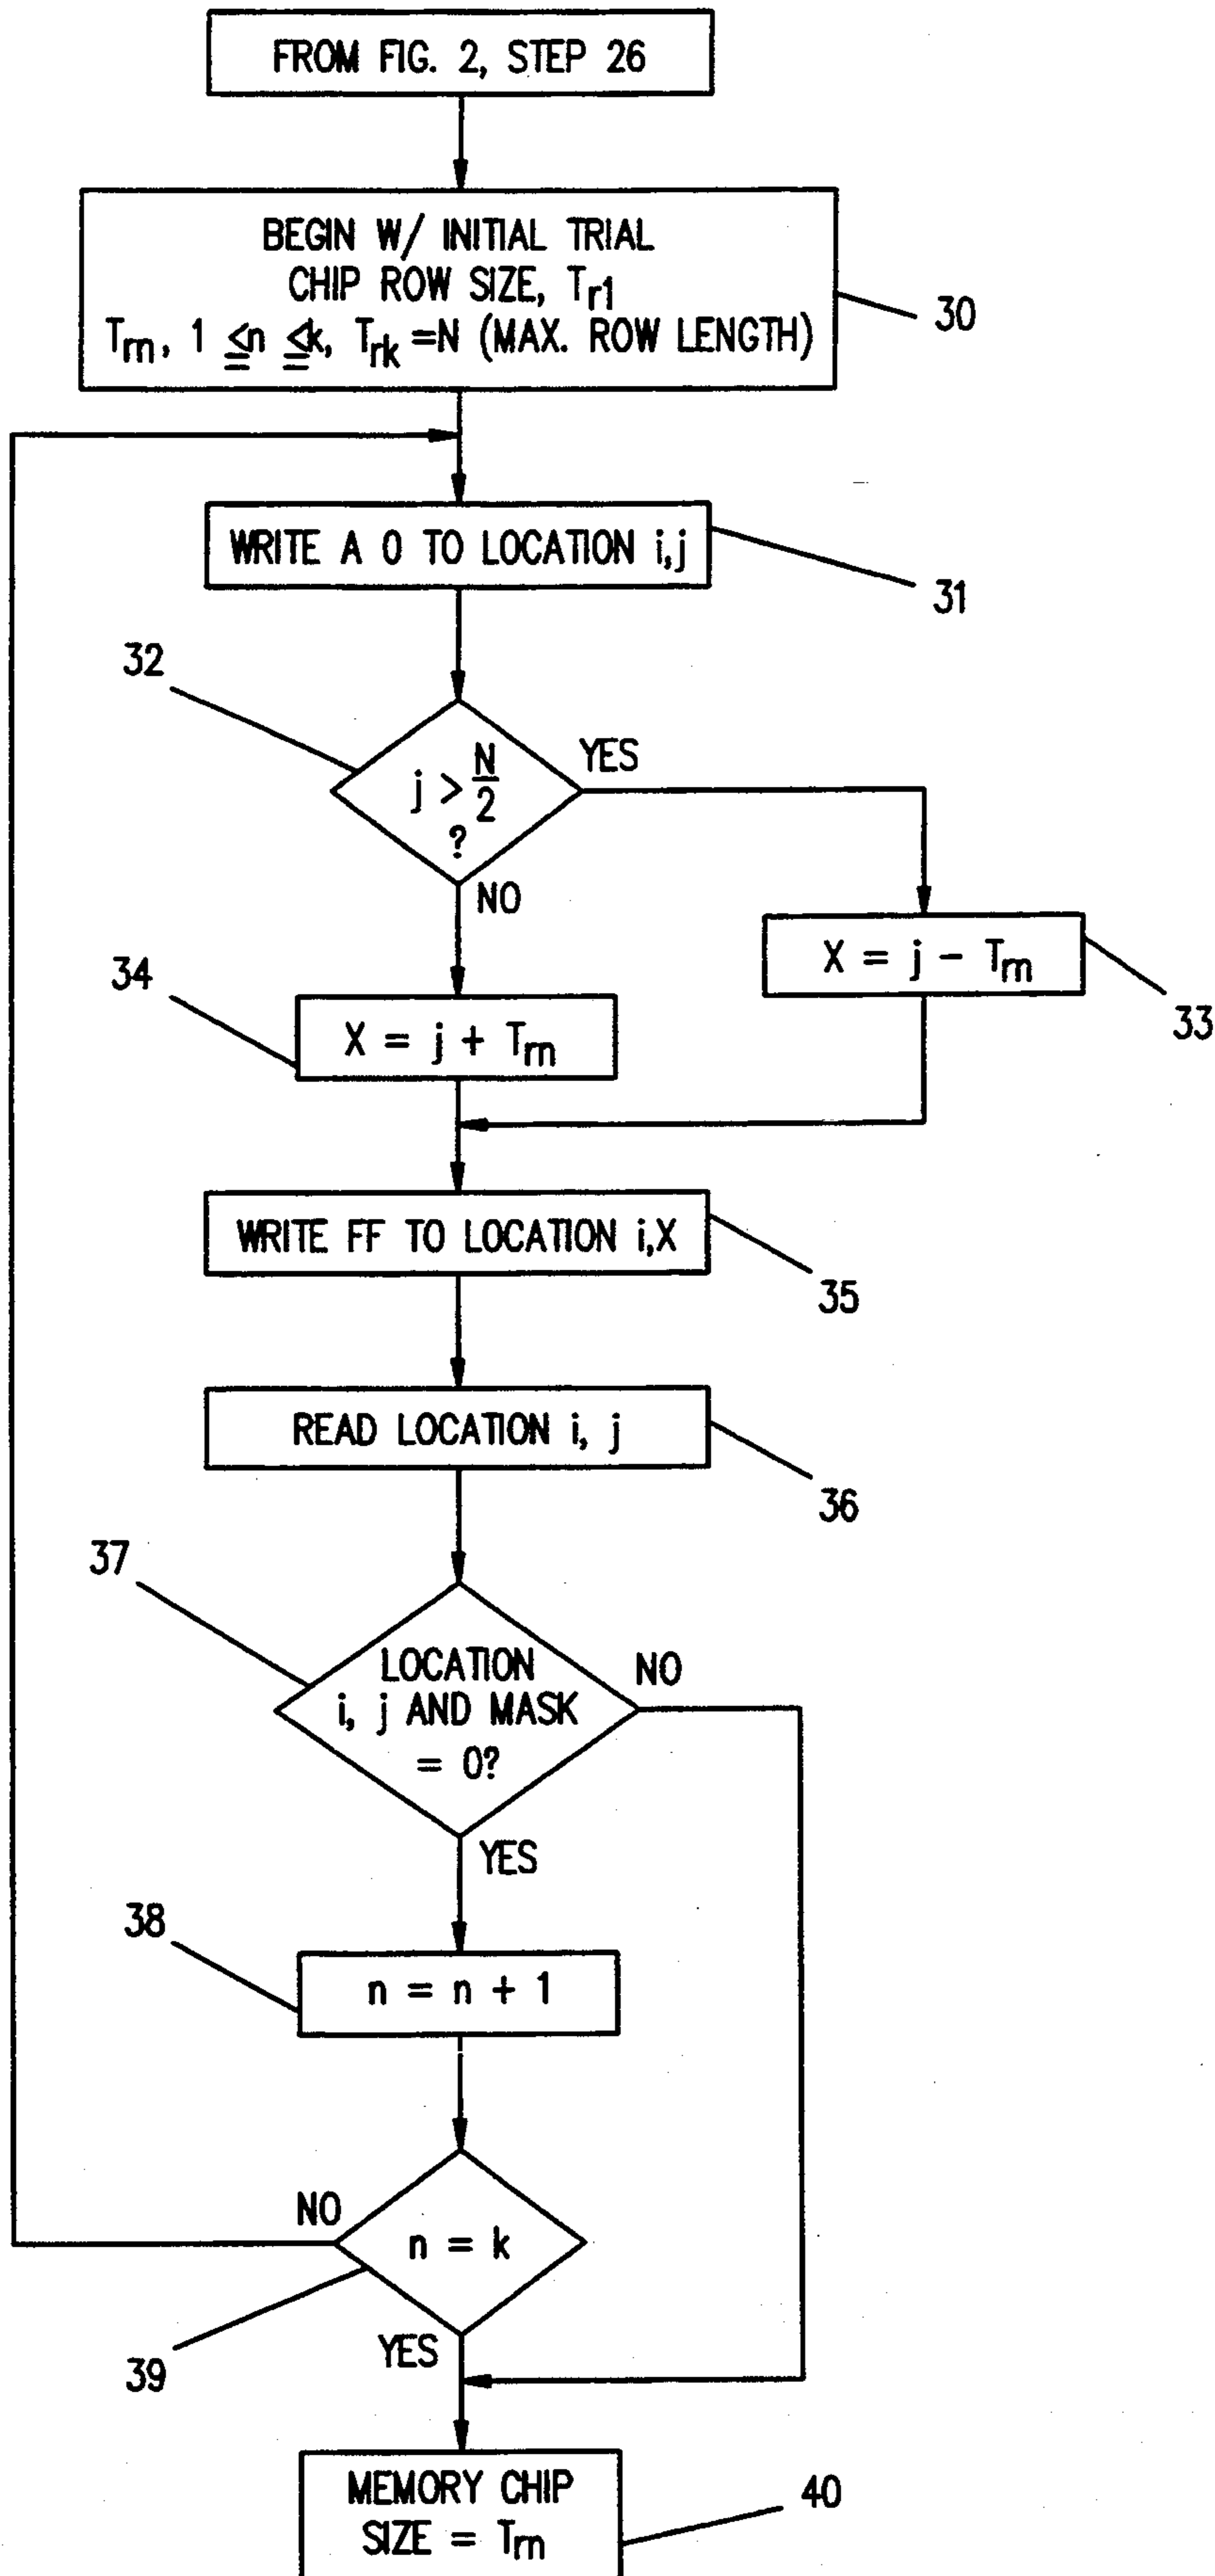 FROM FIG. 2, STEP 26
BEGIN W/ INITIAL TRIAL
CHIP ROW SIZE, Tr1
Trn, 1 ≦n ≦k, Trk =N (MAX. ROW LENGTH)
30
WRITE A 0 TO LOCATION i,j
31
32
j > N/2
?
YES
NO
X = j - Trn
33
34
X = j + Trn
WRITE FF TO LOCATION i,X
35
READ LOCATION i, j
36
37
LOCATION
i, j AND MASK
= 0?
NO
YES
38
n = n + 1
NO
n = k
YES
39
MEMORY CHIP
SIZE = Trn
40